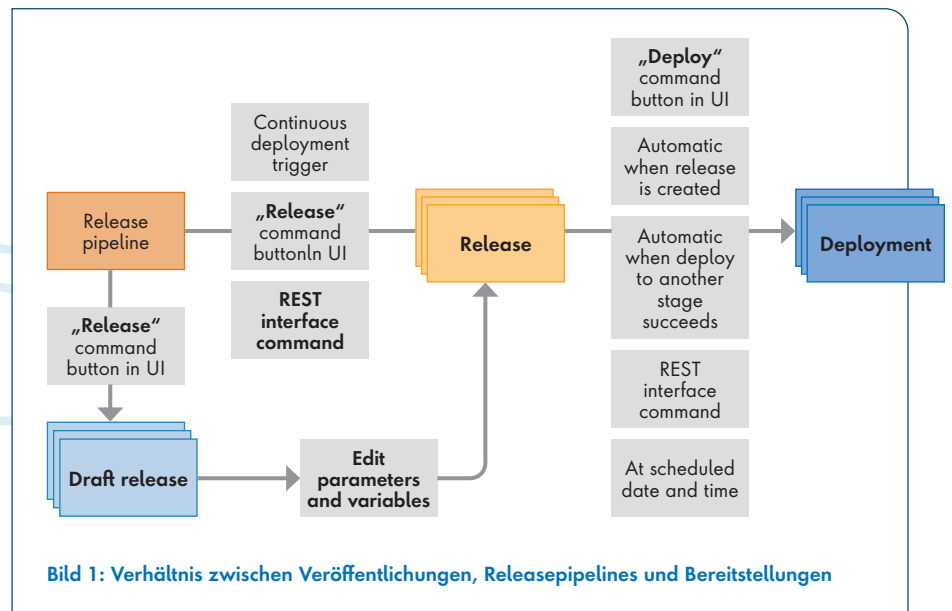 Release
pipeline
Continuous
deployment
trigger
„Release“
command
buttonln UI
REST
interface
command
„Release“
command
button in UI
Draft release
Edit
parameters
and variables
Release
„Deploy“
command
button in UI
Automatic
when release
is created
Automatic
when deploy
to another
stage
succeeds
REST
interface
command
At scheduled
date and time
Deployment
Bild 1: Verhältnis zwischen Veröffentlichungen, Releasepipelines und Bereitstellungen